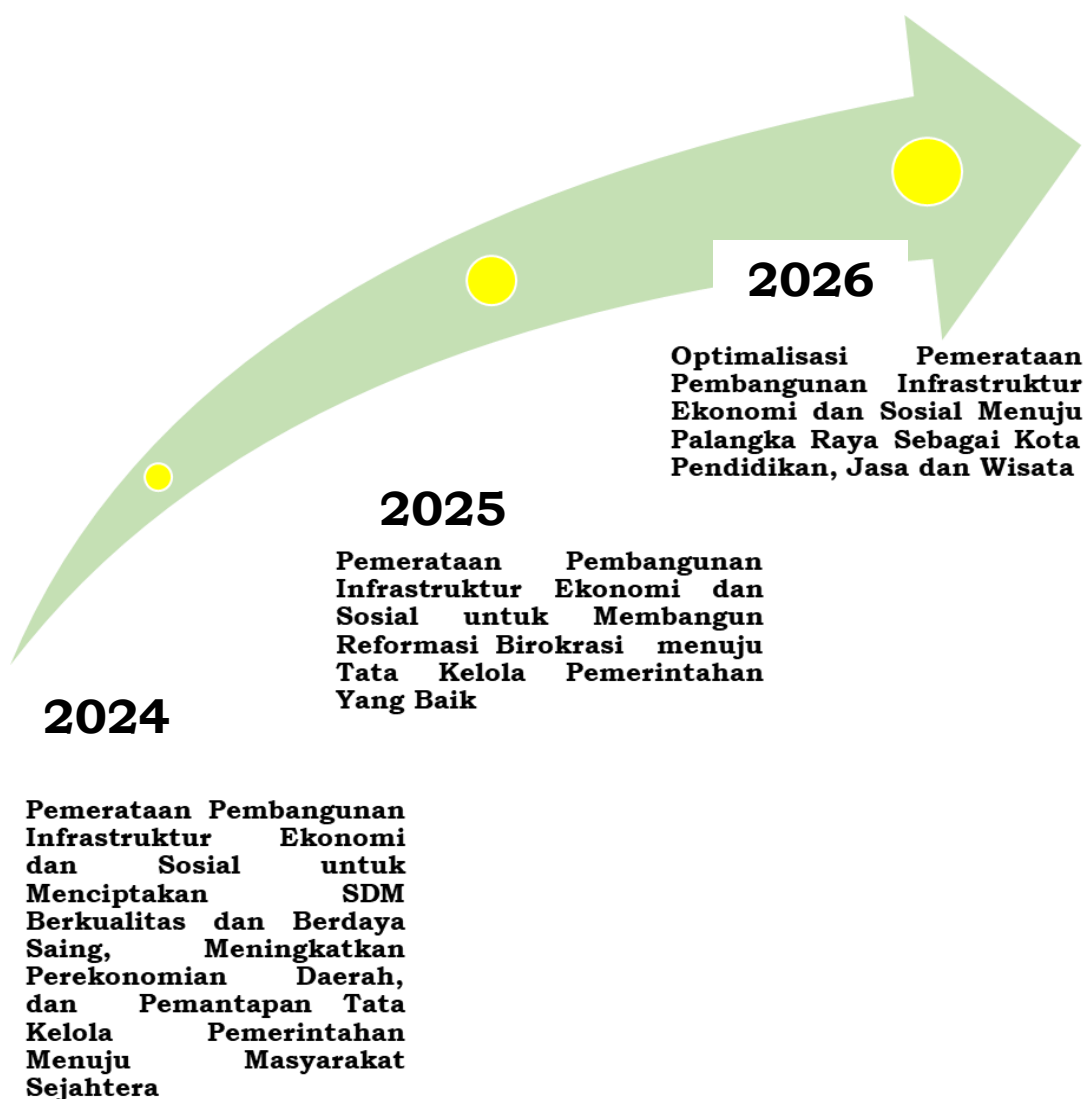 2026
Optimalisasi Pemerataan
Pembangunan Infrastruktur
Ekonomi dan Sosial Menuju
Palangka Raya Sebagai Kota
Pendidikan, Jasa dan Wisata
2025
Pemerataan Pembangunan
Infrastruktur Ekonomi dan
Sosial untuk Membangun
Reformasi Birokrasi menuju
Tata Kelola Pemerintahan
Yang Baik
2024
Pemerataan Pembangunan
Infrastruktur Ekonomi
dan Sosial untuk
Menciptakan SDM
Berkualitas dan Berdaya
Saing, Meningkatkan
Perekonomian Daerah,
dan Pemantapan Tata
Kelola Pemerintahan
Menuju Masyarakat
Sejahtera